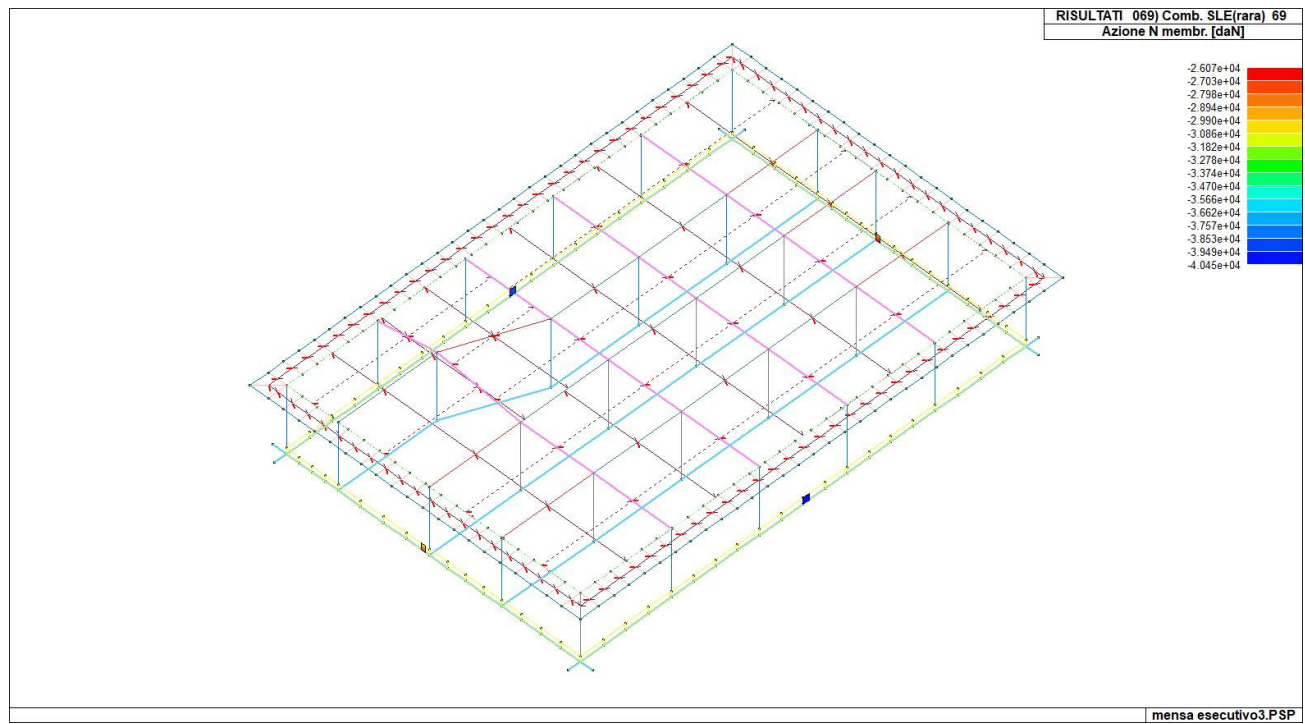 RISULTATI 069) Comb. SLE(rara) 69
Azione N membr. [daN]
-2.607e+04
-2.703e+04
-2.798e+04
-2.894e+04
-2.990e+04
-3.086e+04
-3.182e+04
-3.278e+04
-3.374e+04
-3.470e+04
-3.566e+04
-3.662e+04
-3.757e+04
-3.853e+04
-3.949e+04
-4.045e+04
mensa esecutivo3.PSP